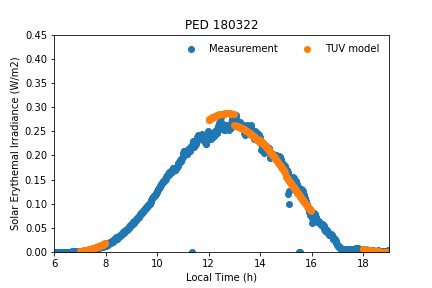 PED 180322
Measurement TUV model
Solar Erythemal Irradiance (W/m2)
0.45
0.40
0.35
0.30
0.25
0.20
0.15
0.10
0.05
0.00
6 8 10 12 14 16 18
Local Time (h)